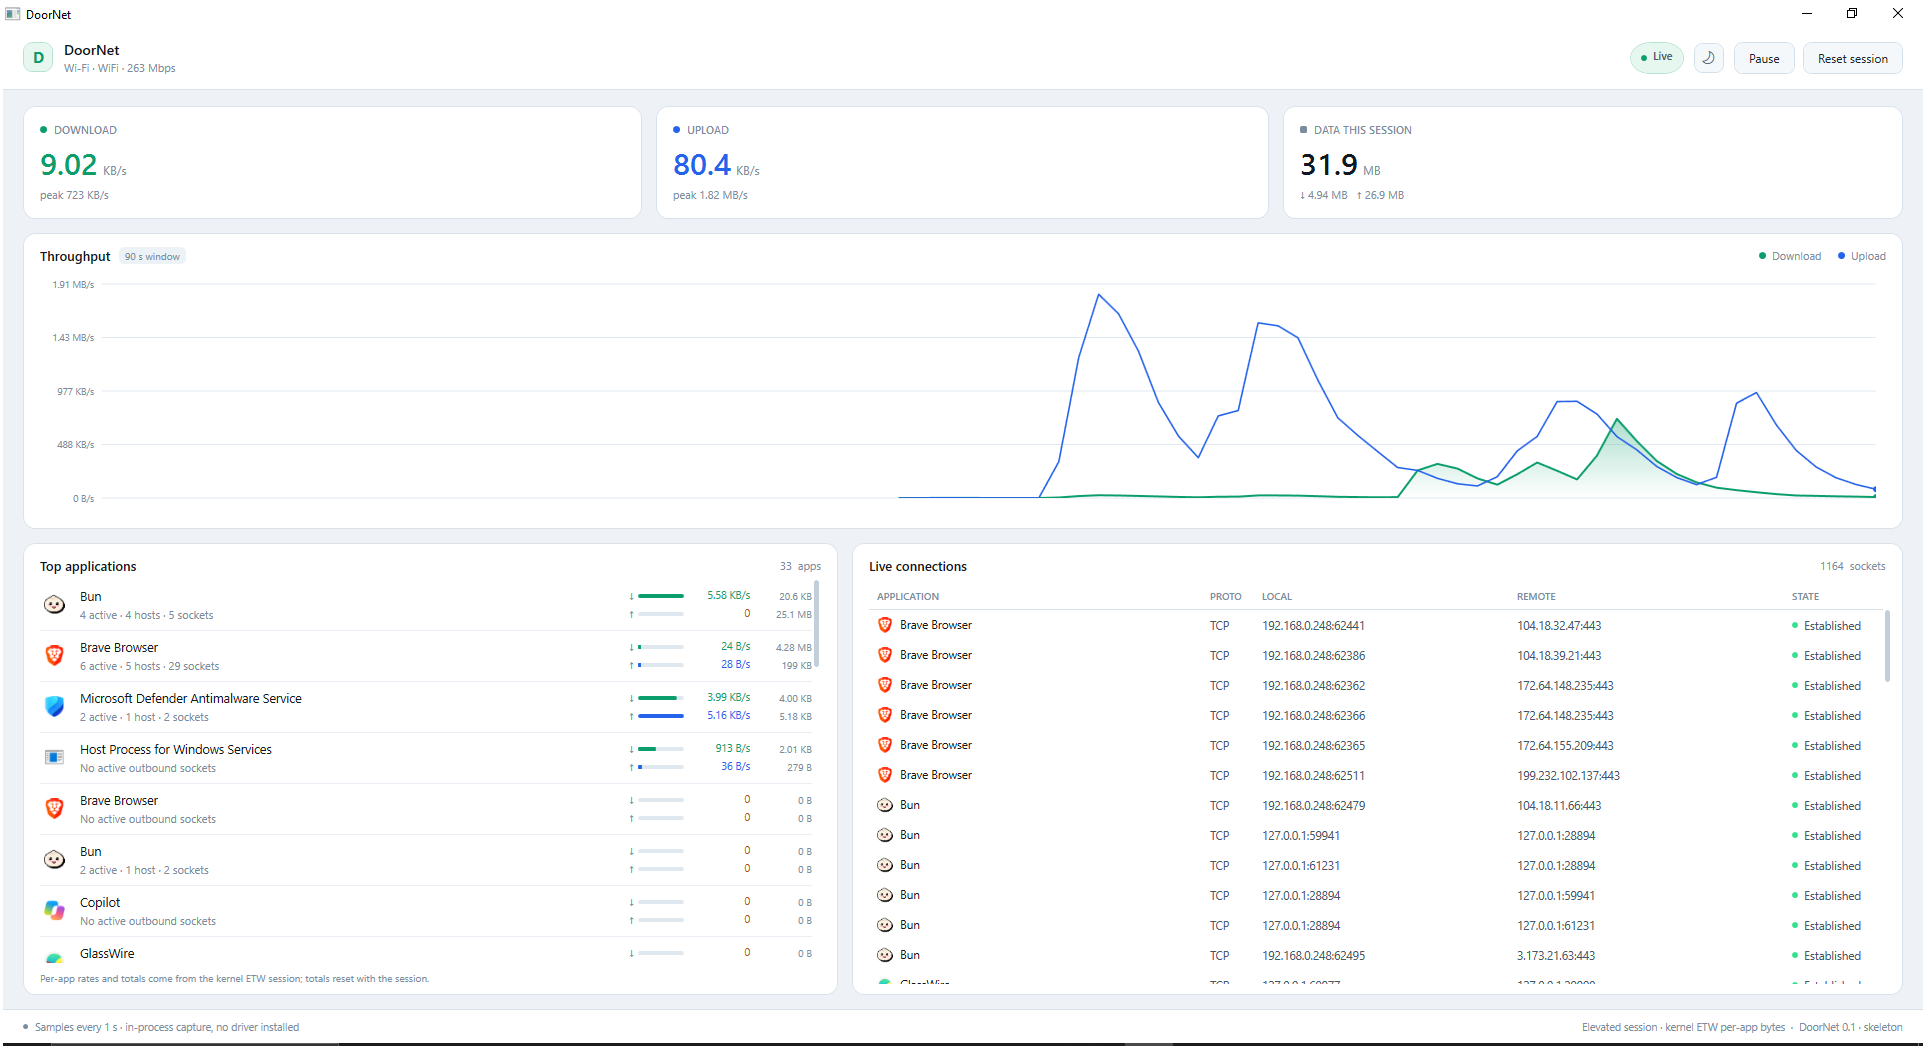 DoorNet
D
DoorNet
Wi-Fi · WiFi · 263 Mbps
Live
Pause
Reset session
DOWNLOAD
9.02 KB/s
peak 723 KB/s
UPLOAD
80.4 KB/s
peak 1.82 MB/s
DATA THIS SESSION
31.9 MB
↓ 4.94 MB ↑ 26.9 MB
Throughput 90 s window
Download Upload
1.91 MB/s
1.43 MB/s
977 KB/s
488 KB/s
0 B/s
Top applications 33 apps
Bun ↓ 5.58 KB/s 20.6 KB
4 active · 4 hosts · 5 sockets ↑ 0 25.1 MB
Brave Browser ↓ 24 B/s 4.28 MB
6 active · 5 hosts · 29 sockets ↑ 28 B/s 199 KB
Microsoft Defender Antimalware Service ↓ 3.99 KB/s 4.00 KB
2 active · 1 host · 2 sockets ↑ 5.16 KB/s 5.18 KB
Host Process for Windows Services ↓ 913 B/s 2.01 KB
No active outbound sockets ↑ 36 B/s 279 B
Brave Browser ↓ 0 0 B
No active outbound sockets ↑ 0 0 B
Bun ↓ 0 0 B
2 active · 1 host · 2 sockets ↑ 0 0 B
Copilot ↓ 0 0 B
No active outbound sockets ↑ 0 0 B
GlassWire ↓ 0 0 B
Per-app rates and totals come from the kernel ETW session; totals reset with the session.
Live connections 1164 sockets
APPLICATION PROTO LOCAL REMOTE STATE
Brave Browser TCP 192.168.0.248:62441 104.18.32.47:443 Established
Brave Browser TCP 192.168.0.248:62386 104.18.39.21:443 Established
Brave Browser TCP 192.168.0.248:62362 172.64.148.235:443 Established
Brave Browser TCP 192.168.0.248:62366 172.64.148.235:443 Established
Brave Browser TCP 192.168.0.248:62365 172.64.155.209:443 Established
Brave Browser TCP 192.168.0.248:62511 199.232.102.137:443 Established
Bun TCP 192.168.0.248:62479 104.18.11.66:443 Established
Bun TCP 127.0.0.1:59941 127.0.0.1:28894 Established
Bun TCP 127.0.0.1:61231 127.0.0.1:28894 Established
Bun TCP 127.0.0.1:28894 127.0.0.1:59941 Established
Bun TCP 127.0.0.1:28894 127.0.0.1:61231 Established
Bun TCP 192.168.0.248:62495 3.173.21.63:443 Established
GlassWire TCP Established
Samples every 1 s · in-process capture, no driver installed
Elevated session · kernel ETW per-app bytes · DoorNet 0.1 · skeleton